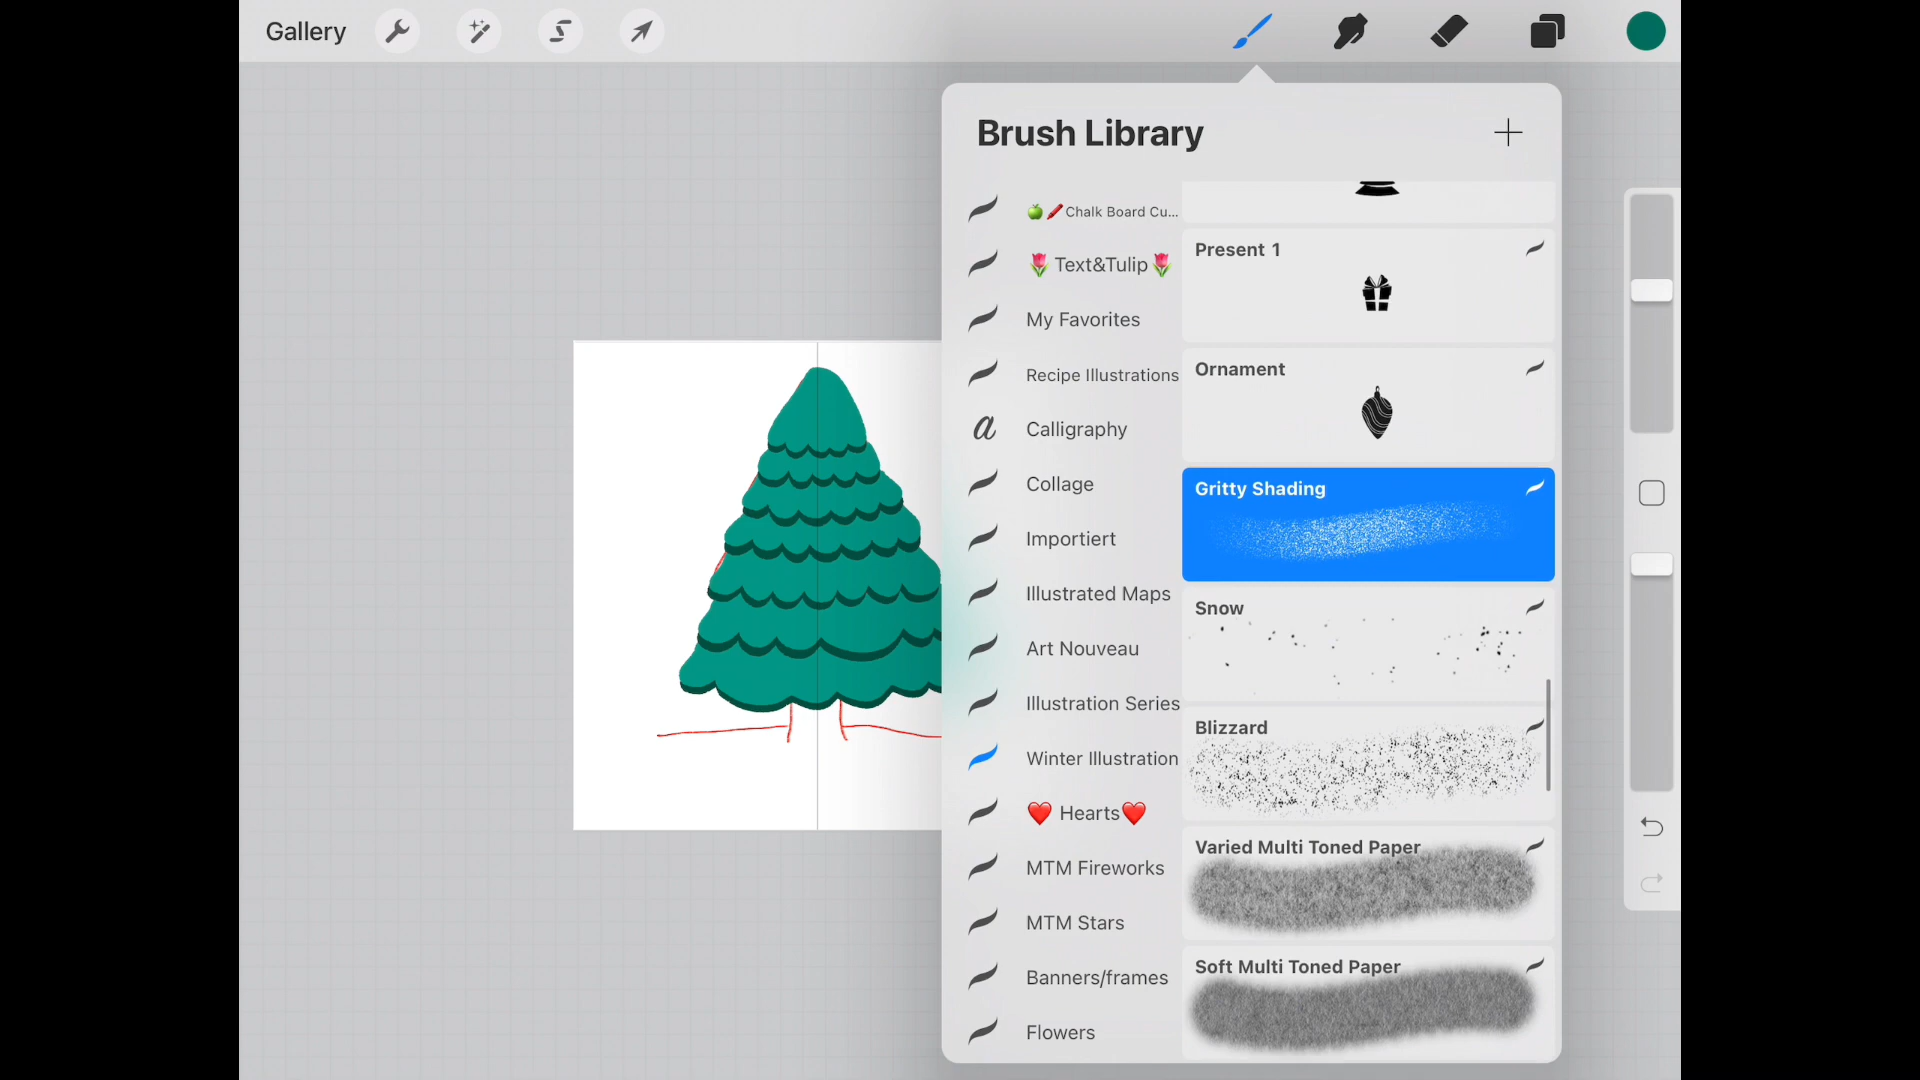 Gallery
Brush Library
🍏🖍️Chalk Board Cu...
🌷Text&Tulip🌷
My Favorites
Recipe Illustrations
Calligraphy
Collage
Importiert
Illustrated Maps
Art Nouveau
Illustration Series
Winter Illustration
❤️ Hearts❤️
MTM Fireworks
MTM Stars
Banners/frames
Flowers
Present 1
Ornament
Gritty Shading
Snow
Blizzard
Varied Multi Toned Paper
Soft Multi Toned Paper